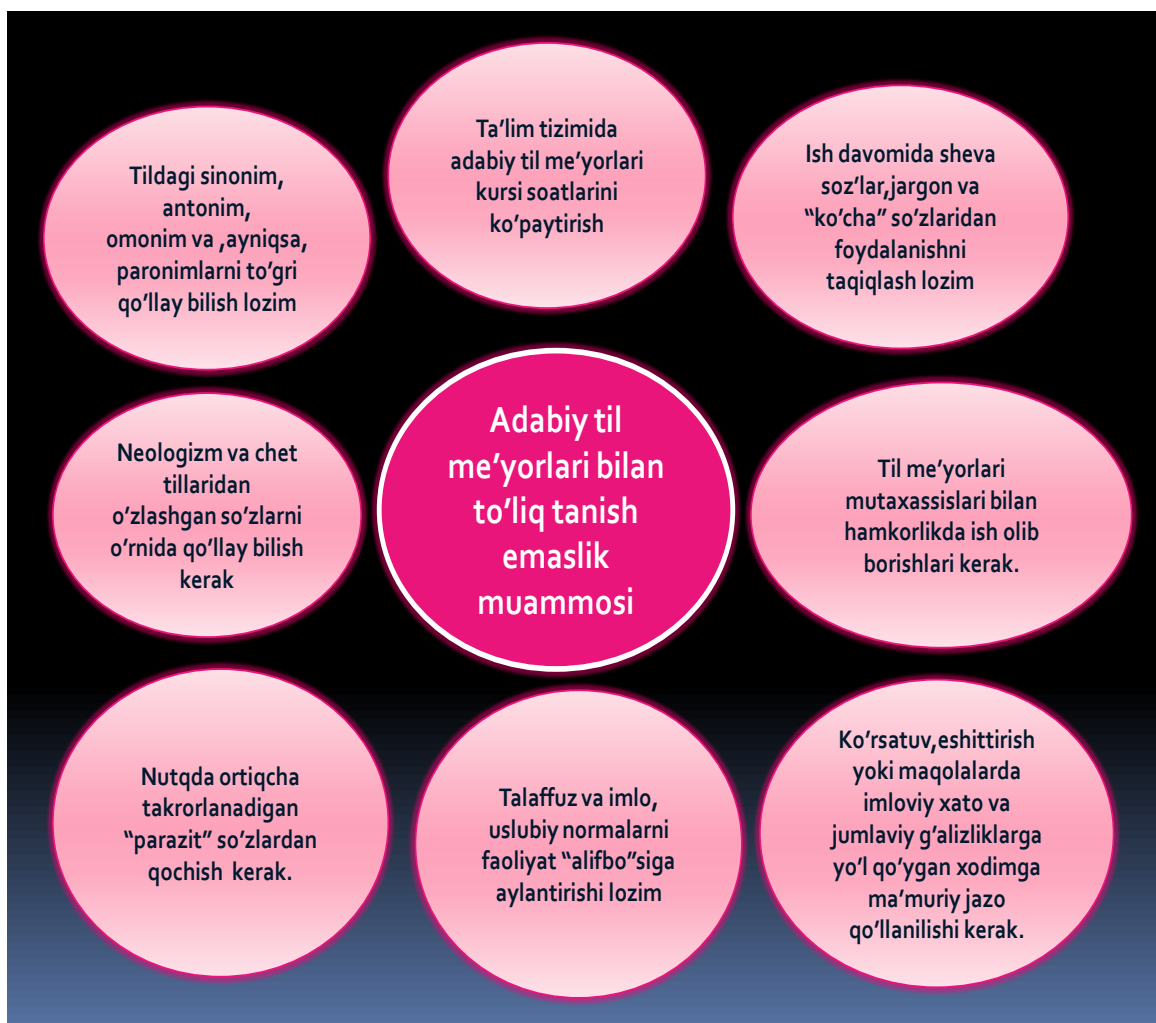 Ta’lim tizimida
adabiy til me’yorlari
kursi soatlarini
ko’paytirish
Tildagi sinonim,
antonim,
omonim va ,ayniqsa,
paronimlarni to’gri
qo’llay bilish lozim
Ish davomida sheva
soz’lar,jargon va
“ko’cha” so’zlaridan
foydalanishni
taqiqlash lozim
Neologizm va chet
tillaridan
o’zlashgan so’zlarni
o’rnida qo’llay bilish
kerak
Adabiy til
me’yorlari bilan
to’liq tanish
emaslik
muammosi
Til me’yorlari
mutaxassislari bilan
hamkorlikda ish olib
borishlari kerak.
Nutqda ortiqcha
takrorlanadigan
“parazit” so’zlardan
qochish kerak.
Talaffuz va imlo,
uslubiy normalarni
faoliyat “alifbo”siga
aylantirishi lozim
Ko’rsatuv,eshittirish
yoki maqolalarda
imloviy xato va
jumlaviy g’alizliklarga
yo’l qo’ygan xodimga
ma’muriy jazo
qo’llanilishi kerak.